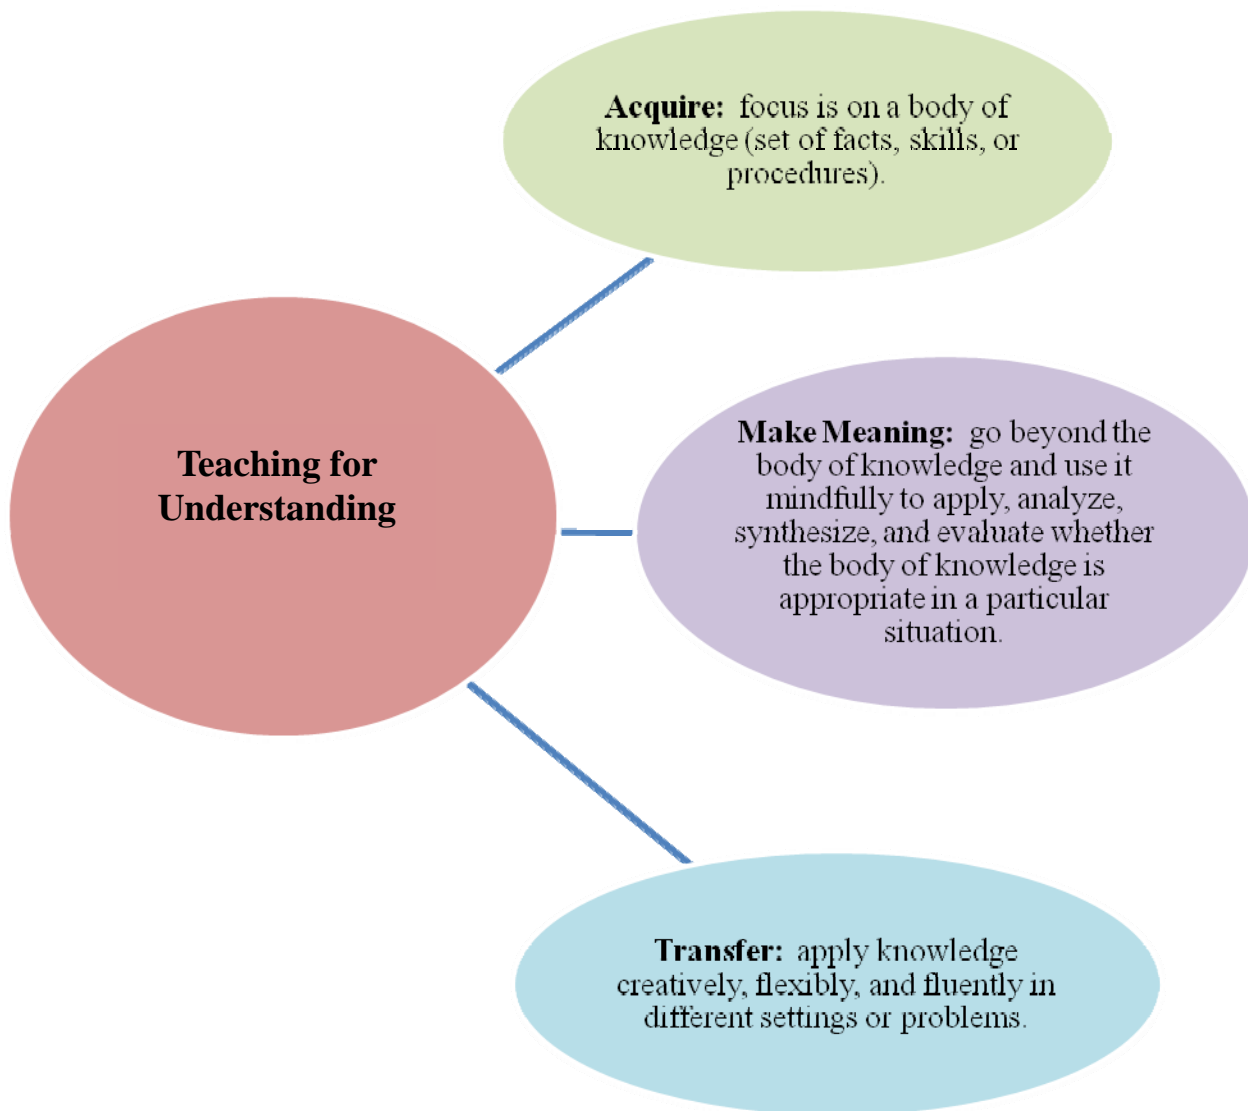 Acquire: focus is on a body of
knowledge (set of facts, skills, or
procedures).
Teaching for
Understanding
Make Meaning: go beyond the
body of knowledge and use it
mindfully to apply, analyze,
synthesize, and evaluate whether
the body of knowledge is
appropriate in a particular
situation.
Transfer: apply knowledge
creatively, flexibly, and fluently in
different settings or problems.